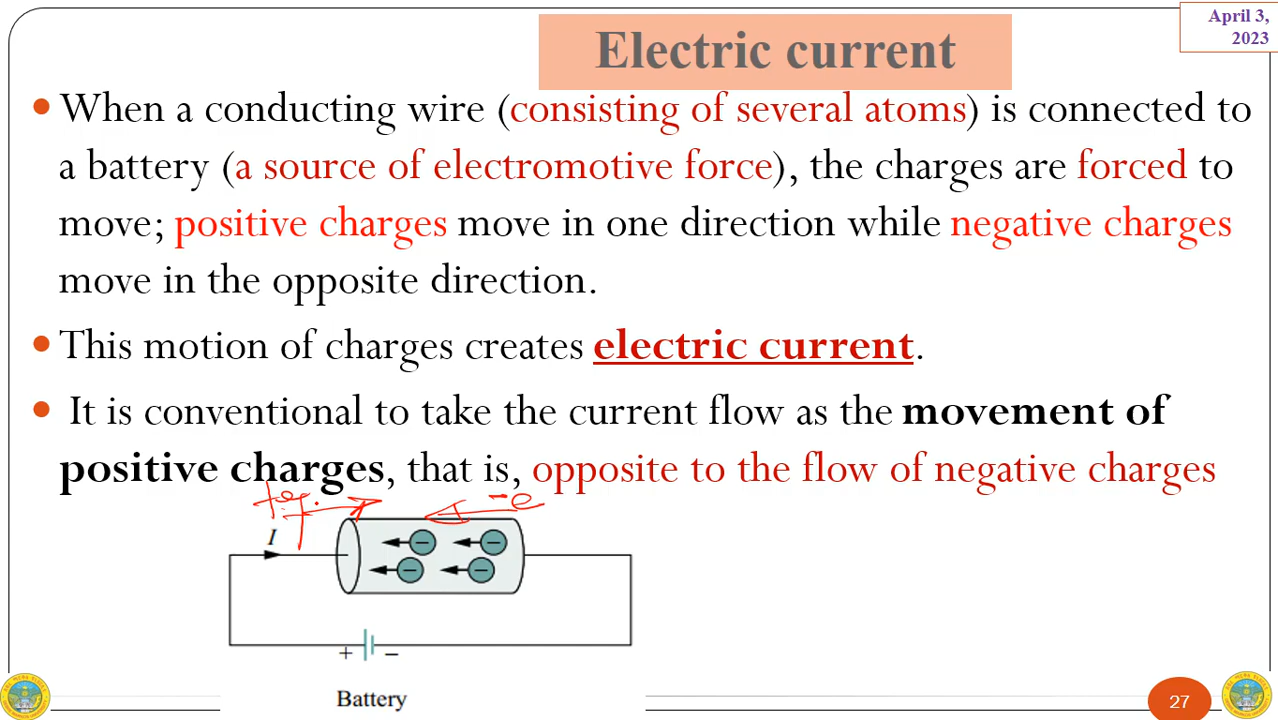 April 3,
2023
Electric current
When a conducting wire (consisting of several atoms) is connected to
a battery (a source of electromotive force), the charges are forced to
move; positive charges move in one direction while negative charges
move in the opposite direction.
This motion of charges creates electric current.
It is conventional to take the current flow as the movement of
positive charges, that is, opposite to the flow of negative charges
-e
I
− −
− −
+ −
Battery
27